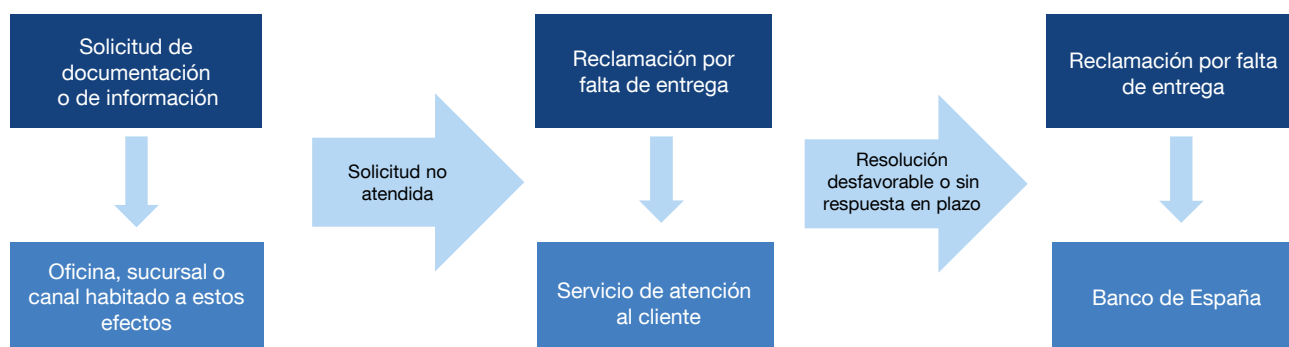 Solicitud de
documentación
o de información
Oficina, sucursal o
canal habitado a estos
efectos
Solicitud no
atendida
Reclamación por
falta de entrega
Servicio de atención
al cliente
Resolución
desfavorable o sin
respuesta en plazo
Reclamación por falta
de entrega
Banco de España